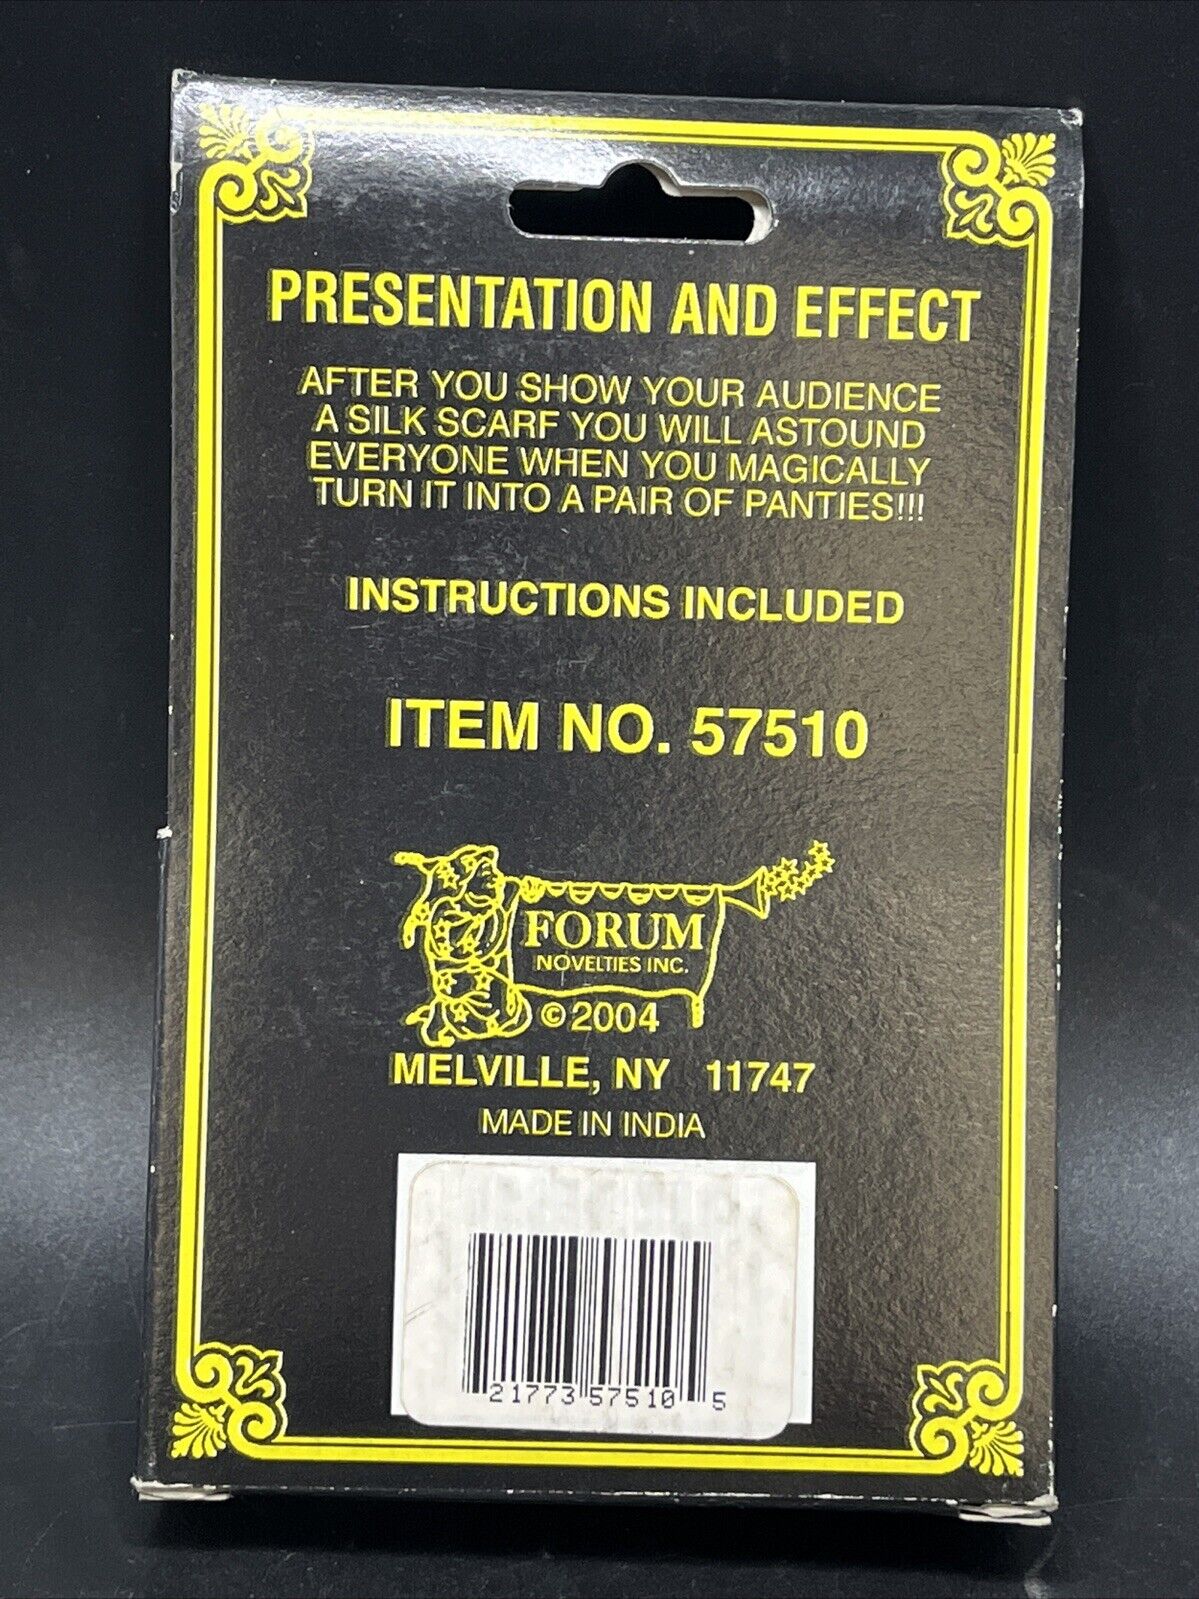 PRESENTATION AND EFFECT
AFTER YOU SHOW YOUR AUDIENCE
A SILK SCARF YOU WILL ASTOUND
EVERYONE WHEN YOU MAGICALLY
TURN IT INTO A PAIR OF PANTIES!!!
INSTRUCTIONS INCLUDED
ITEM NO. 57510
FORUM
NOVELTIES INC.
© 2004
MELVILLE, NY 11747
MADE IN INDIA
21773 57510 5